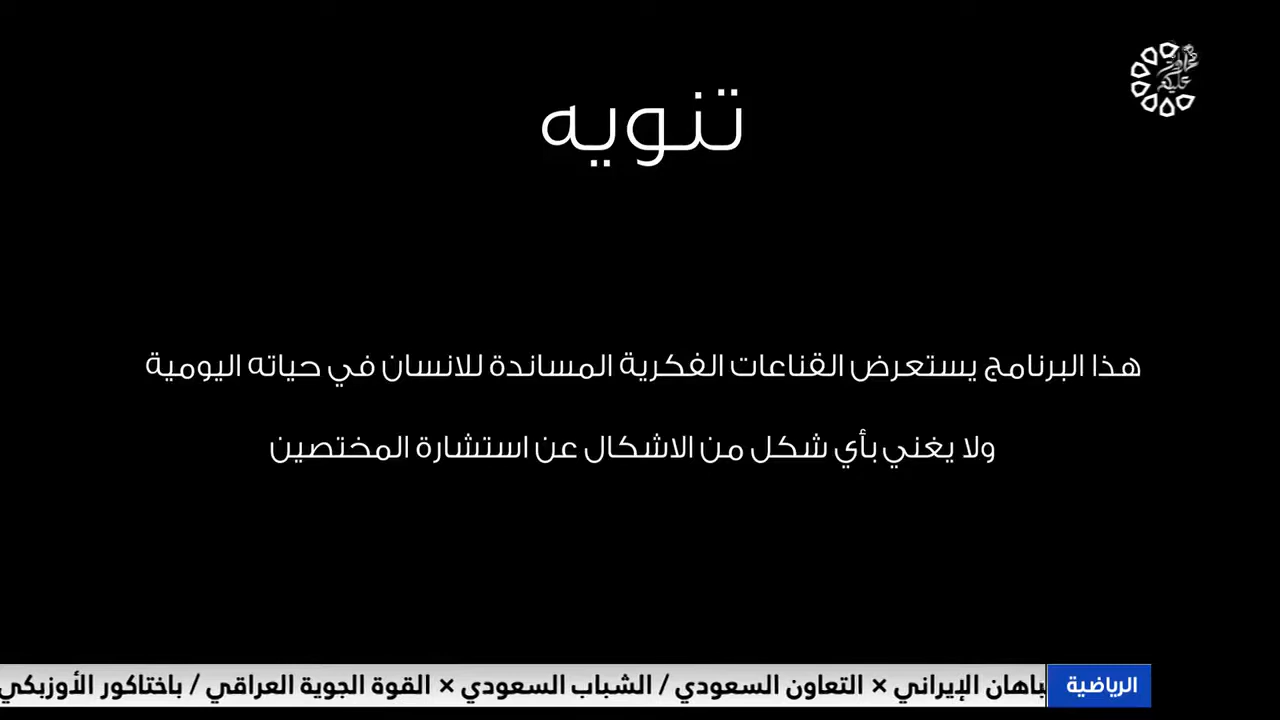 تنويه
هذا البرنامج يستعرض القناعات الفكرية المساندة للانسان في حياته اليومية
ولا يغني بأي شكل من الاشكال عن استشارة المختصين
الرياضية
الإيراني × التعاون السعودي / الشباب السعودي × القوة الجوية العراقي / باختاكور الأوزبكي